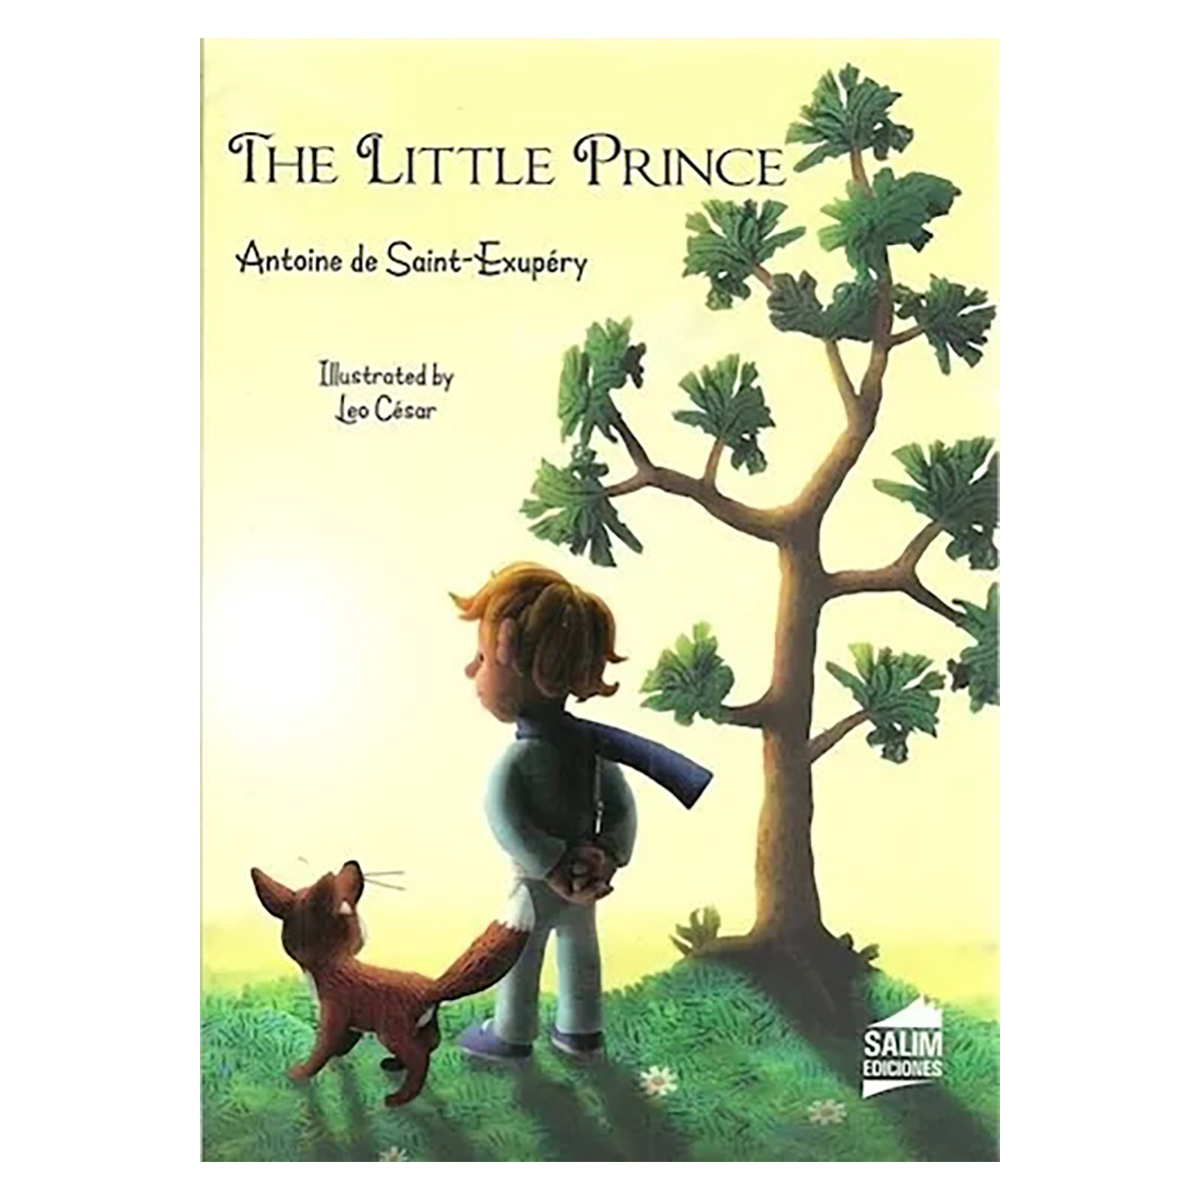 THE LITTLE PRINCE
Antoine de Saint-Exupéry
Illustrated by
Leo César
SALIM
EDICIONES